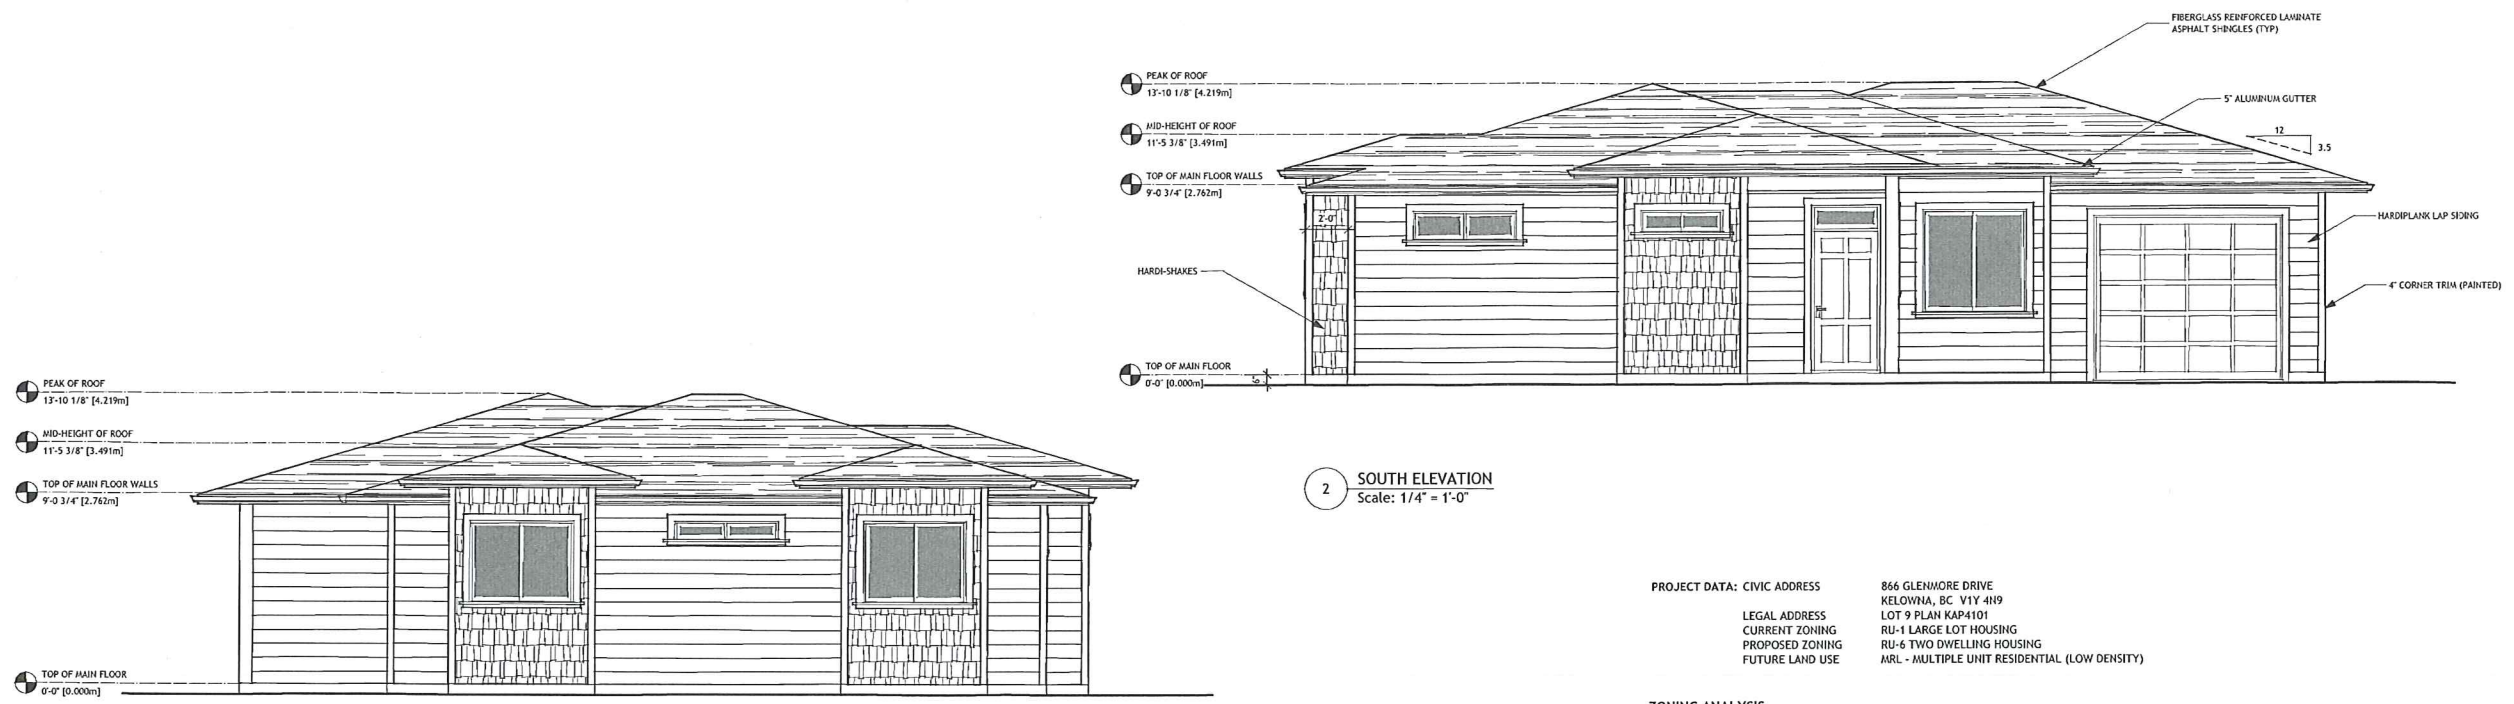 FIBERGLASS REINFORCED LAMINATE
ASPHALT SHINGLES (TYP)
PEAK OF ROOF
13'-10 1/8" [4.219m]
5" ALUMINUM GUTTER
MID-HEIGHT OF ROOF
11'-5 3/8" [3.491m]
12
3.5
TOP OF MAIN FLOOR WALLS
9'-0 3/4" [2.762m]
2'-0"
HARDIPLANK LAP SIDING
HARDI-SHAKES
4" CORNER TRIM (PAINTED)
TOP OF MAIN FLOOR
0'-0" [0.000m]
6"
PEAK OF ROOF
13'-10 1/8" [4.219m]
MID-HEIGHT OF ROOF
11'-5 3/8" [3.491m]
TOP OF MAIN FLOOR WALLS
9'-0 3/4" [2.762m]
TOP OF MAIN FLOOR
0'-0" [0.000m]
2
SOUTH ELEVATION
Scale: 1/4" = 1'-0"
PROJECT DATA: CIVIC ADDRESS 866 GLENMORE DRIVE
KELOWNA, BC V1Y 4N9
LEGAL ADDRESS LOT 9 PLAN KAP4101
CURRENT ZONING RU-1 LARGE LOT HOUSING
PROPOSED ZONING RU-6 TWO DWELLING HOUSING
FUTURE LAND USE MRL - MULTIPLE UNIT RESIDENTIAL (LOW DENSITY)
ZONING ANALYSIS